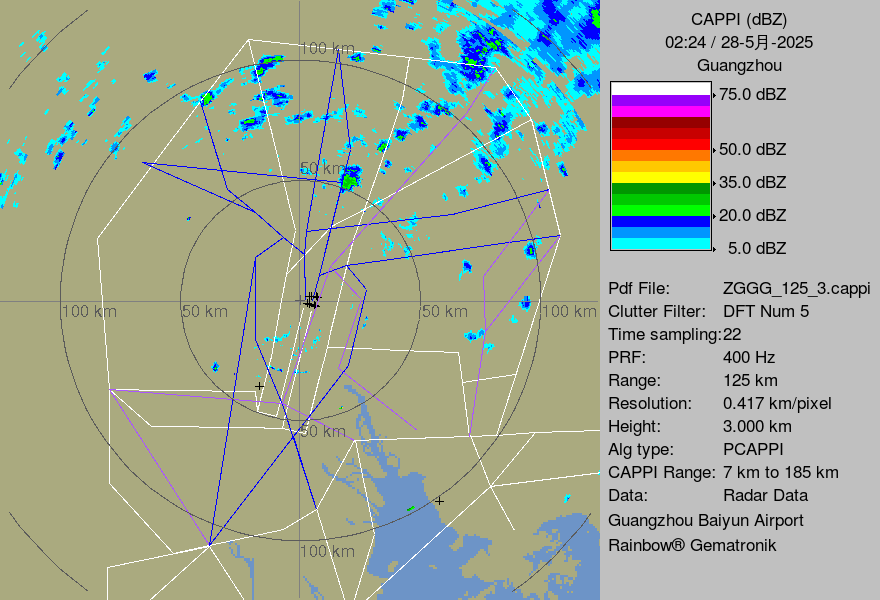 100 km
50 km
100 km
50 km
50 km
100 km
50 km
100 km
CAPPI (dBZ)
02:24 / 28-5月-2025
Guangzhou
75.0 dBZ
50.0 dBZ
35.0 dBZ
20.0 dBZ
5.0 dBZ
Pdf File: ZGGG_125_3.cappi
Clutter Filter: DFT Num 5
Time sampling:22
PRF: 400 Hz
Range: 125 km
Resolution: 0.417 km/pixel
Height: 3.000 km
Alg type: PCAPPI
CAPPI Range: 7 km to 185 km
Data: Radar Data
Guangzhou Baiyun Airport
Rainbow® Gematronik